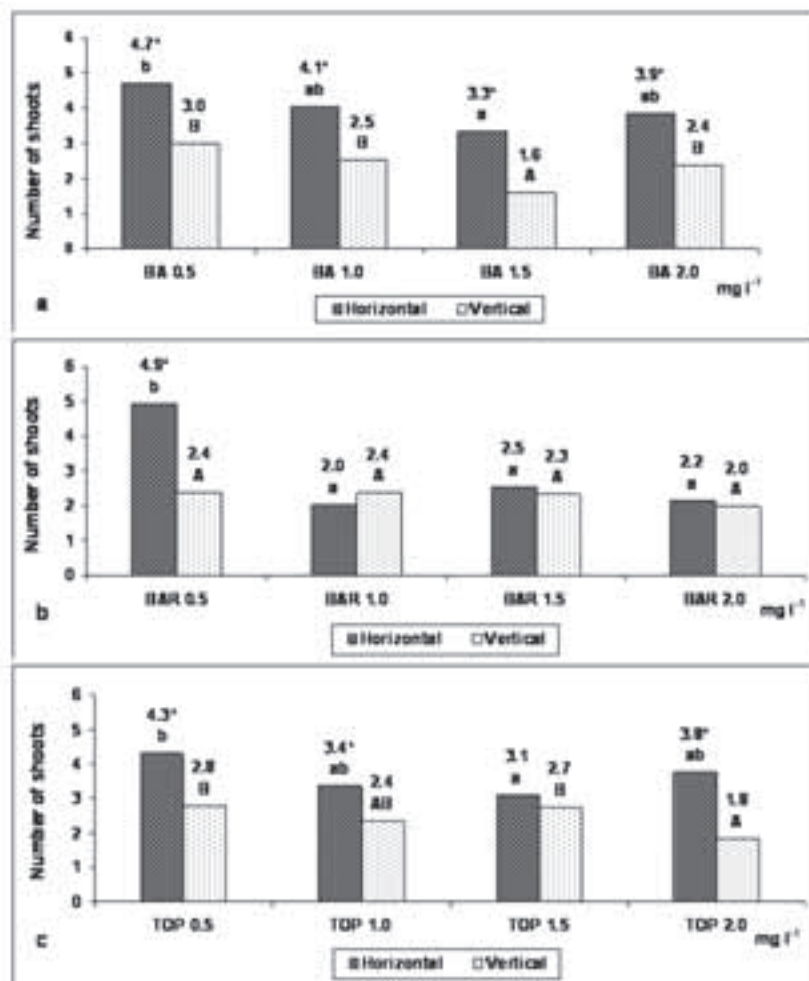 6
4.7*
b
5
4.1*
ab
3.9*
ab
3.3*
a
4
3.0
B
2.5
B
2.4
B
3
1.6
A
2
1
0
Number of shoots
BA 0.5 BA 1.0 BA 1.5 BA 2.0
mg l⁻¹
a
Horizontal Vertical
4.9*
b
6
5
4
2.4
A
2.0
a
2.4
A
2.5
a
2.3
A
2.2
a
2.0
A
3
2
1
0
Number of shoots
BAR 0.5 BAR 1.0 BAR 1.5 BAR 2.0
mg l⁻¹
b
Horizontal Vertical
6
4.3*
b
5
3.4*
ab
3.8*
ab
4
2.8
B
2.4
AB
3.1
a
2.7
B
1.8
A
3
2
1
0
Number of shoots
TOP 0.5 TOP 1.0 TOP 1.5 TOP 2.0
mg l⁻¹
c
Horizontal Vertical